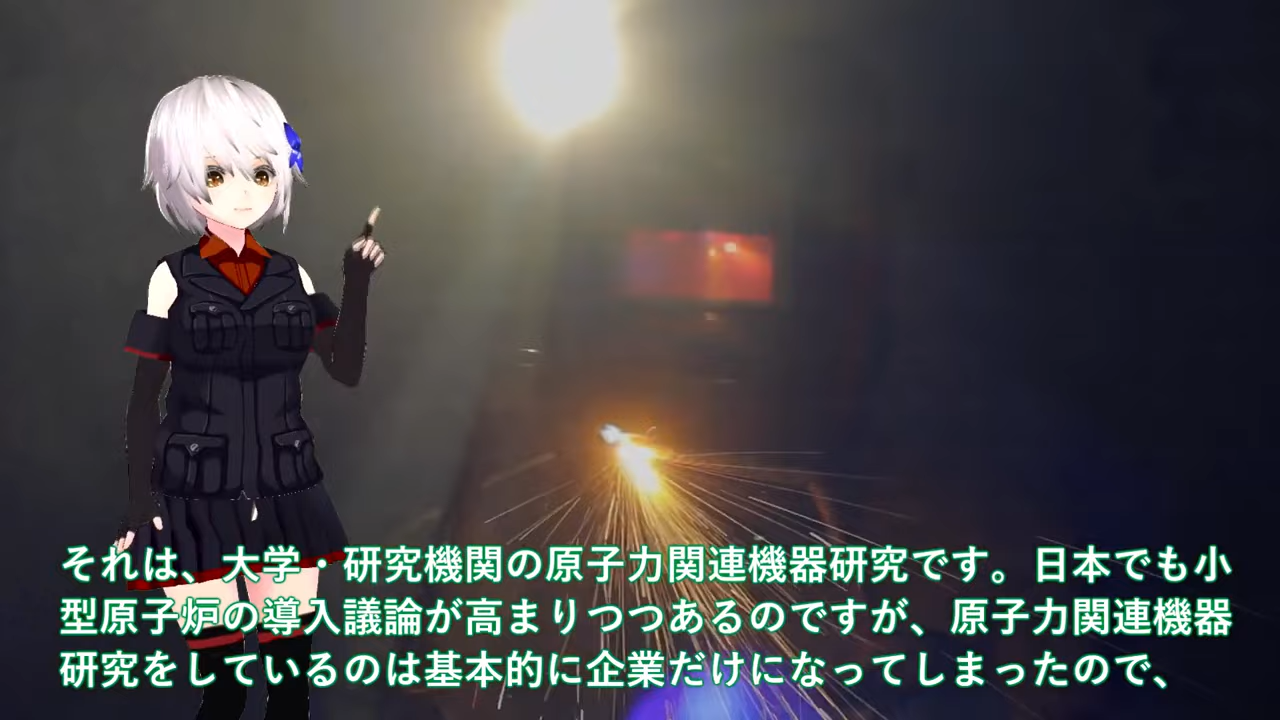 それは、大学・研究機関の原子力関連機器研究です。日本でも小
型原子炉の導入議論が高まりつつあるのですが、原子力関連機器
研究をしているのは基本的に企業だけになってしまったので、